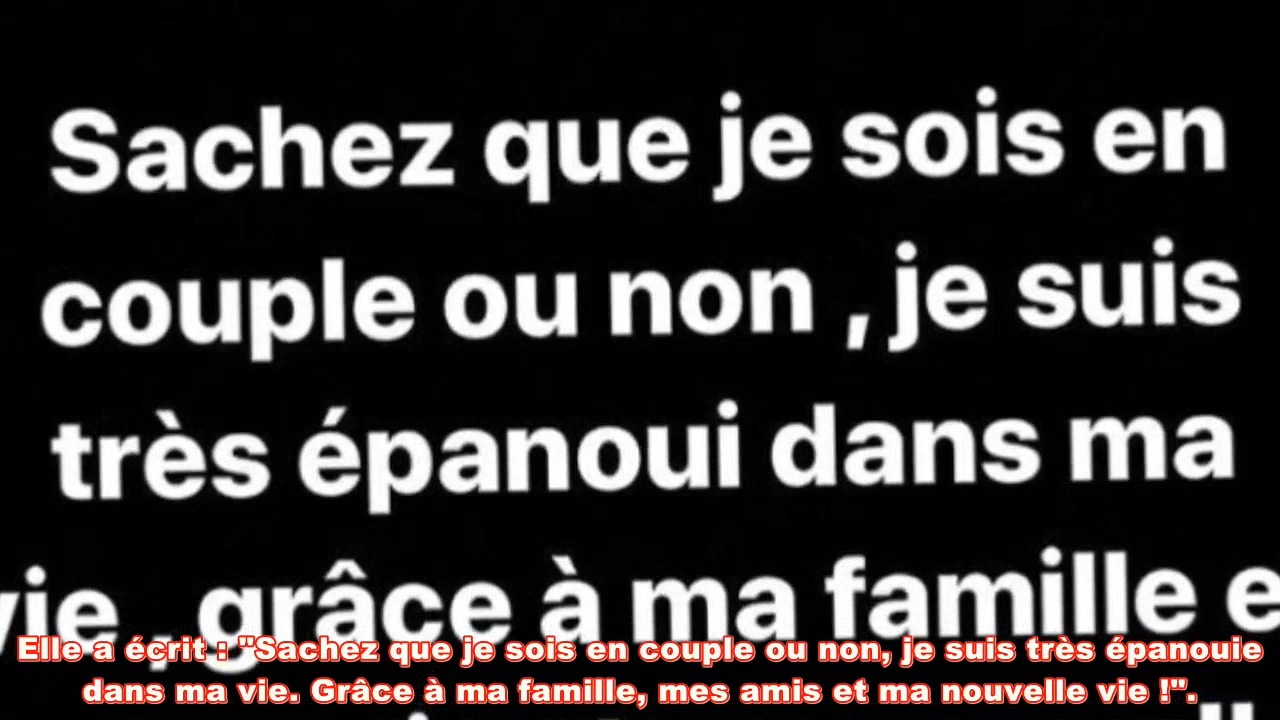 Sachez que je sois en
couple ou non , je suis
très épanoui dans ma
vie , grâce à ma famille e
Elle a écrit : "Sachez que je sois en couple ou non, je suis très épanouie
dans ma vie. Grâce à ma famille, mes amis et ma nouvelle vie !".